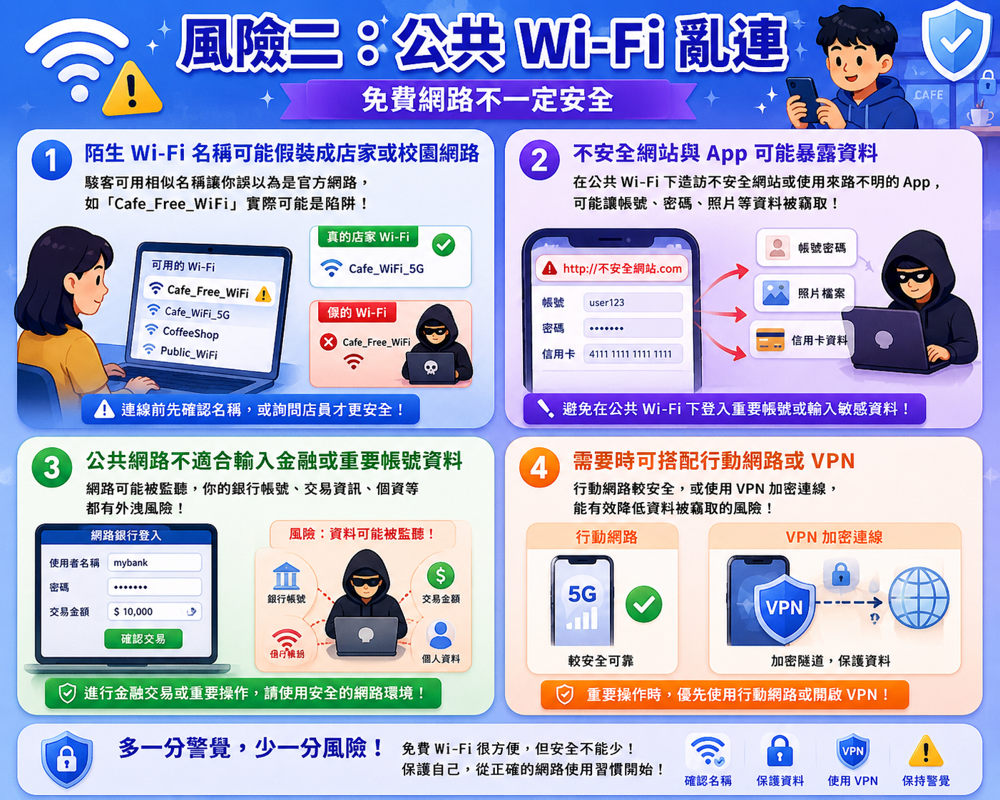 風險二：公共 Wi-Fi 亂連
免費網路不一定安全
CAFE
1
陌生 Wi-Fi 名稱可能假裝成店家或校園網路
駭客可用相似名稱讓你誤以為是官方網路，
如「Cafe_Free_WiFi」實際可能是陷阱！
可用的 Wi-Fi
Cafe_Free_WiFi
Cafe_WiFi_5G
CoffeeShop
Public_WiFi
真的店家 Wi-Fi
Cafe_WiFi_5G
的 Wi-Fi
Cafe_Free_WiFi
連線前先確認名稱，或詢問店員才更安全！
2
不安全網站與 App 可能暴露資料
在公共 Wi-Fi 下造訪不安全網站或使用來路不明的 App，
可能讓帳號、密碼、照片等資料被竊取！
http://不安全網站.com
帳號 user123
密碼 •••••••
信用卡 4111 1111 1111 1111
帳號密碼
照片檔案
信用卡資料
避免在公共 Wi-Fi 下登入重要帳號或輸入敏感資料！
3
公共網路不適合輸入金融或重要帳號資料
網路可能被監聽，你的銀行帳號、交易資訊、個資等
都有外洩風險！
網路銀行登入
使用者名稱 mybank
密碼 •••••••
交易金額 $ 10,000
確認交易
風險：資料可能被監聽！
銀行帳號
交易金額
個人資料
進行金融交易或重要操作，請使用安全的網路環境！
4
需要時可搭配行動網路或 VPN
行動網路較安全，或使用 VPN 加密連線，
能有效降低資料被竊取的風險！
行動網路
5G
較安全可靠
VPN 加密連線
VPN
加密隧道，保護資料
重要操作時，優先使用行動網路或開啟 VPN！
多一分警覺，少一分風險！
免費 Wi-Fi 很方便，但安全不能少！
保護自己，從正確的網路使用習慣開始！
確認名稱
保護資料
VPN
使用 VPN
保持警覺